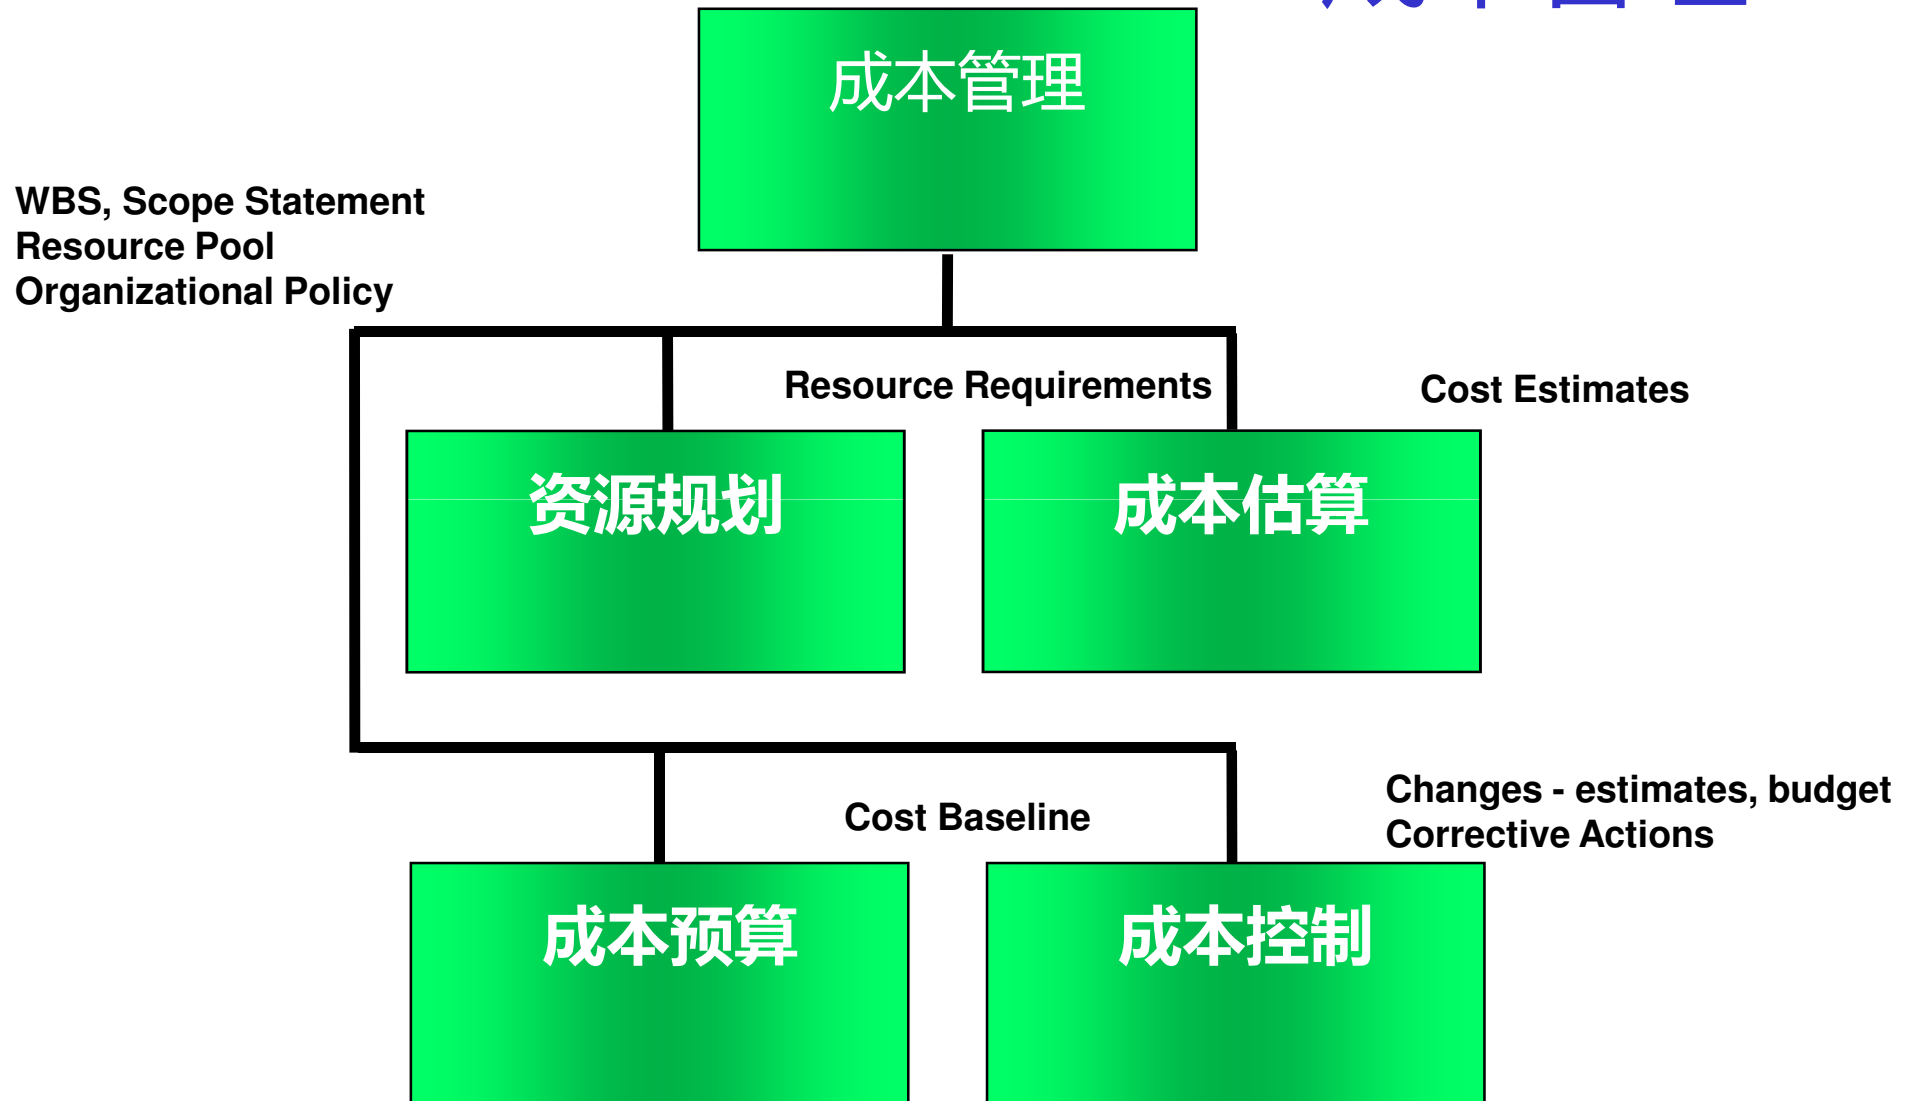 成本管理
WBS, Scope Statement
Resource Pool
Organizational Policy
Resource Requirements
Cost Estimates
资源规划
成本估算
Cost Baseline
Changes - estimates, budget
Corrective Actions
成本预算
成本控制